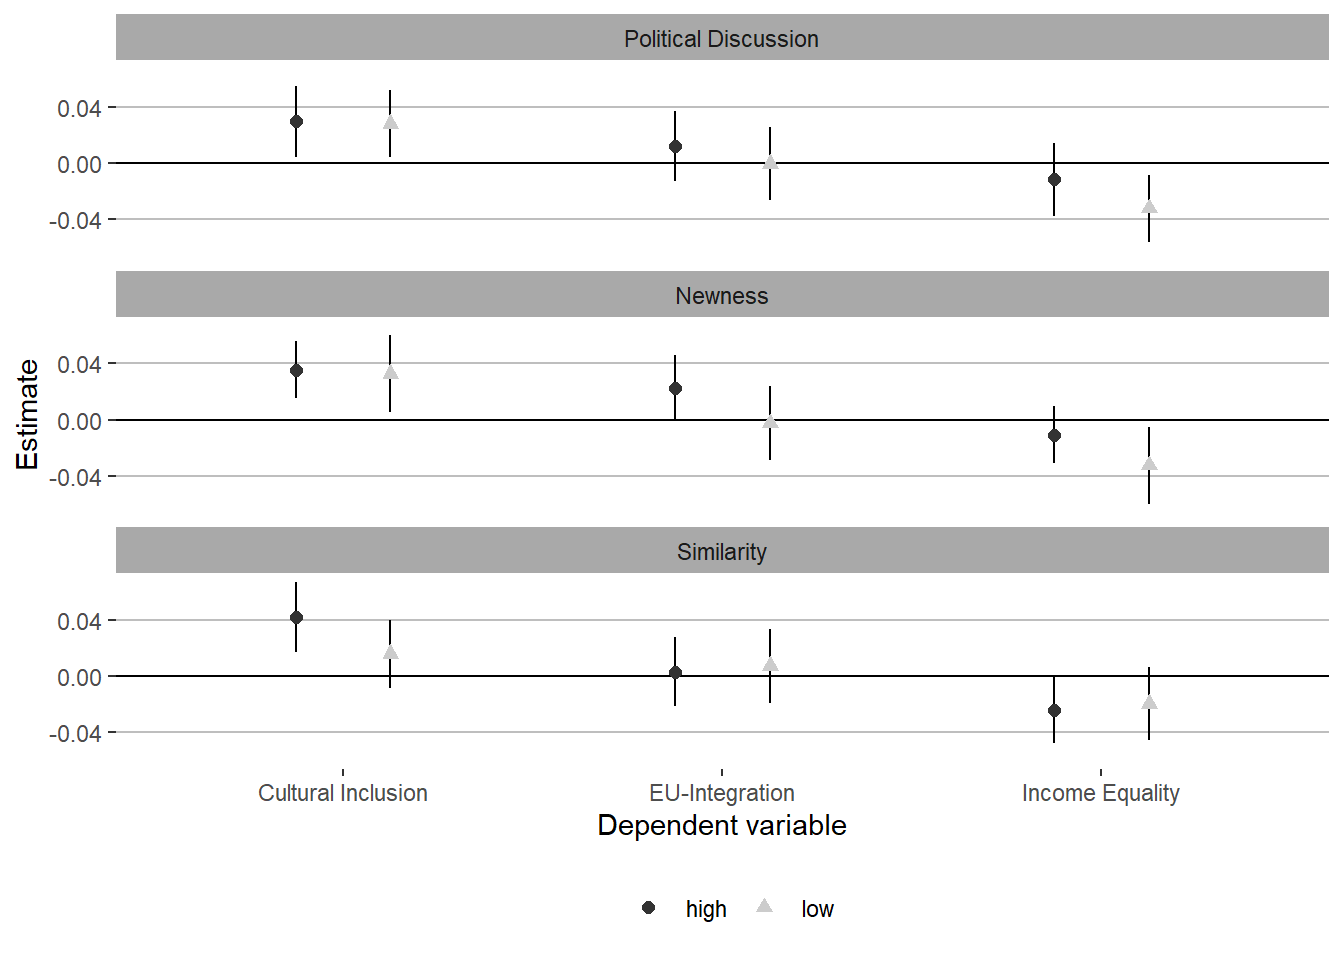 Political Discussion
0.04
0.00
-0.04
Newness
0.04
0.00
-0.04
Estimate
Similarity
0.04
0.00
-0.04
Cultural Inclusion EU-Integration Income Equality
Dependent variable
high low